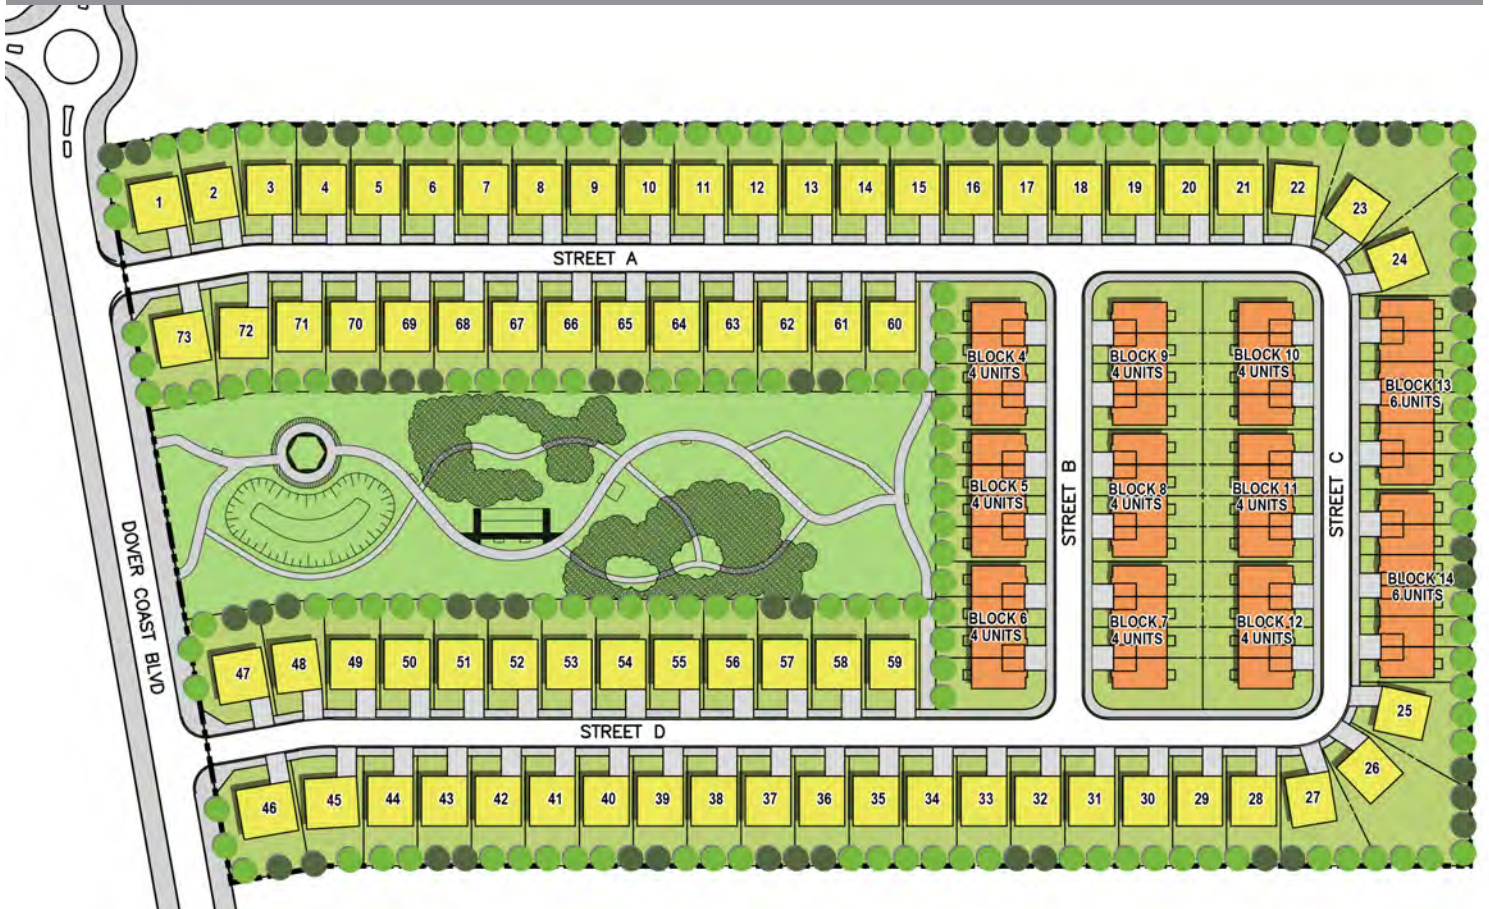 1
2
3
4
5
6
7
8
9
10
11
12
13
14
15
16
17
18
19
20
21
22
23
24
STREET A
73
72
71
70
69
68
67
66
65
64
63
62
61
60
BLOCK 4
4 UNITS
BLOCK 9
4 UNITS
BLOCK 10
4 UNITS
BLOCK 13
6 UNITS
BLOCK 5
4 UNITS
STREET B
BLOCK 8
4 UNITS
BLOCK 11
4 UNITS
STREET C
DOVER COAST BLVD
BLOCK 6
4 UNITS
BLOCK 7
4 UNITS
BLOCK 12
4 UNITS
BLOCK 14
6 UNITS
47
48
49
50
51
52
53
54
55
56
57
58
59
25
STREET D
26
46
45
44
43
42
41
40
39
38
37
36
35
34
33
32
31
30
29
28
27